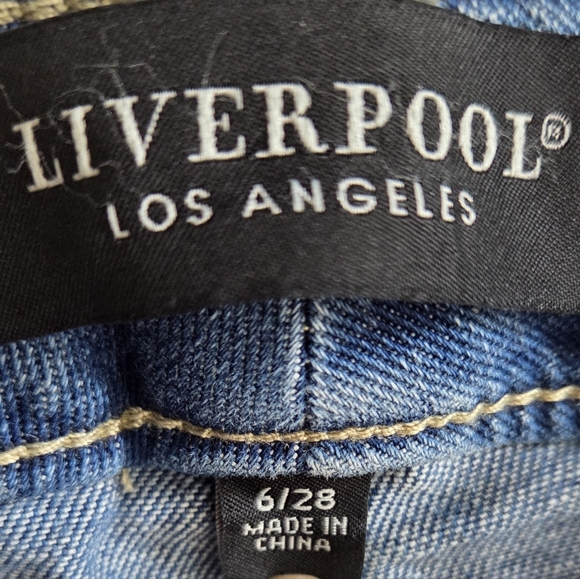 LIVERPOOL®
LOS ANGELES
6/28
MADE IN
CHINA